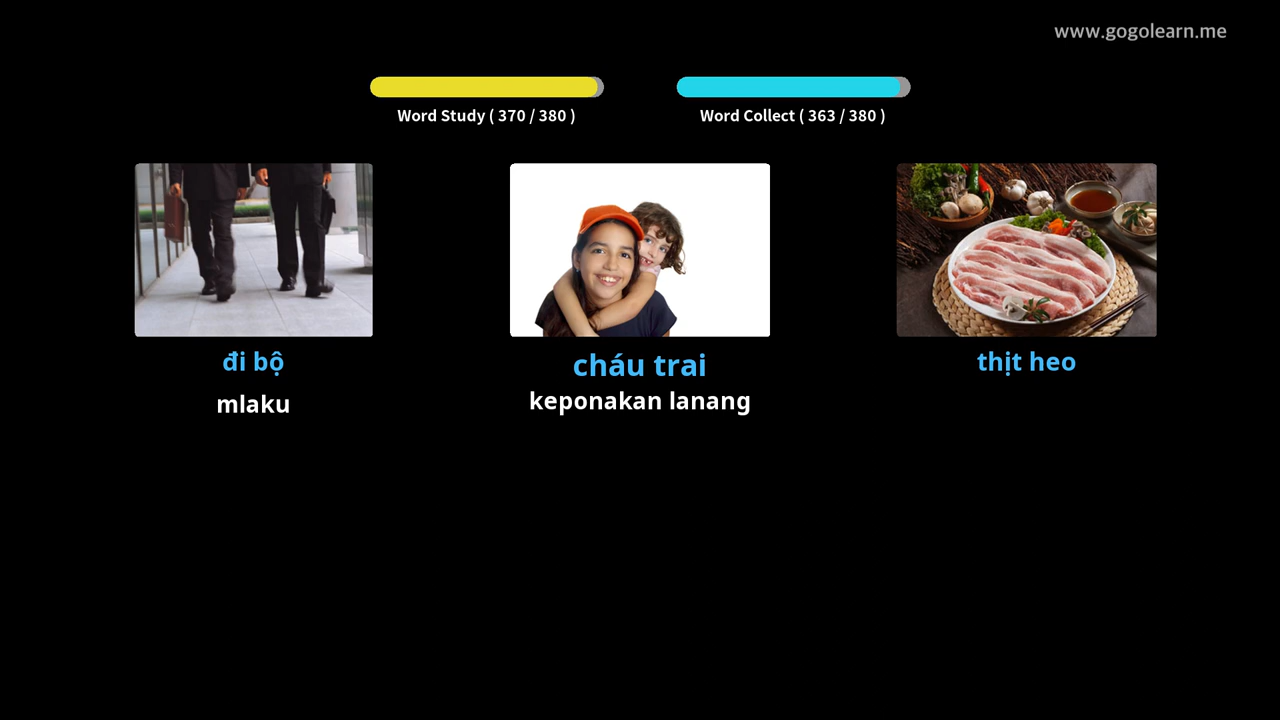 www.gogolearn.me
Word Study ( 370 / 380 )
Word Collect ( 363 / 380 )
đi bộ
mlaku
cháu trai
keponakan lanang
thịt heo